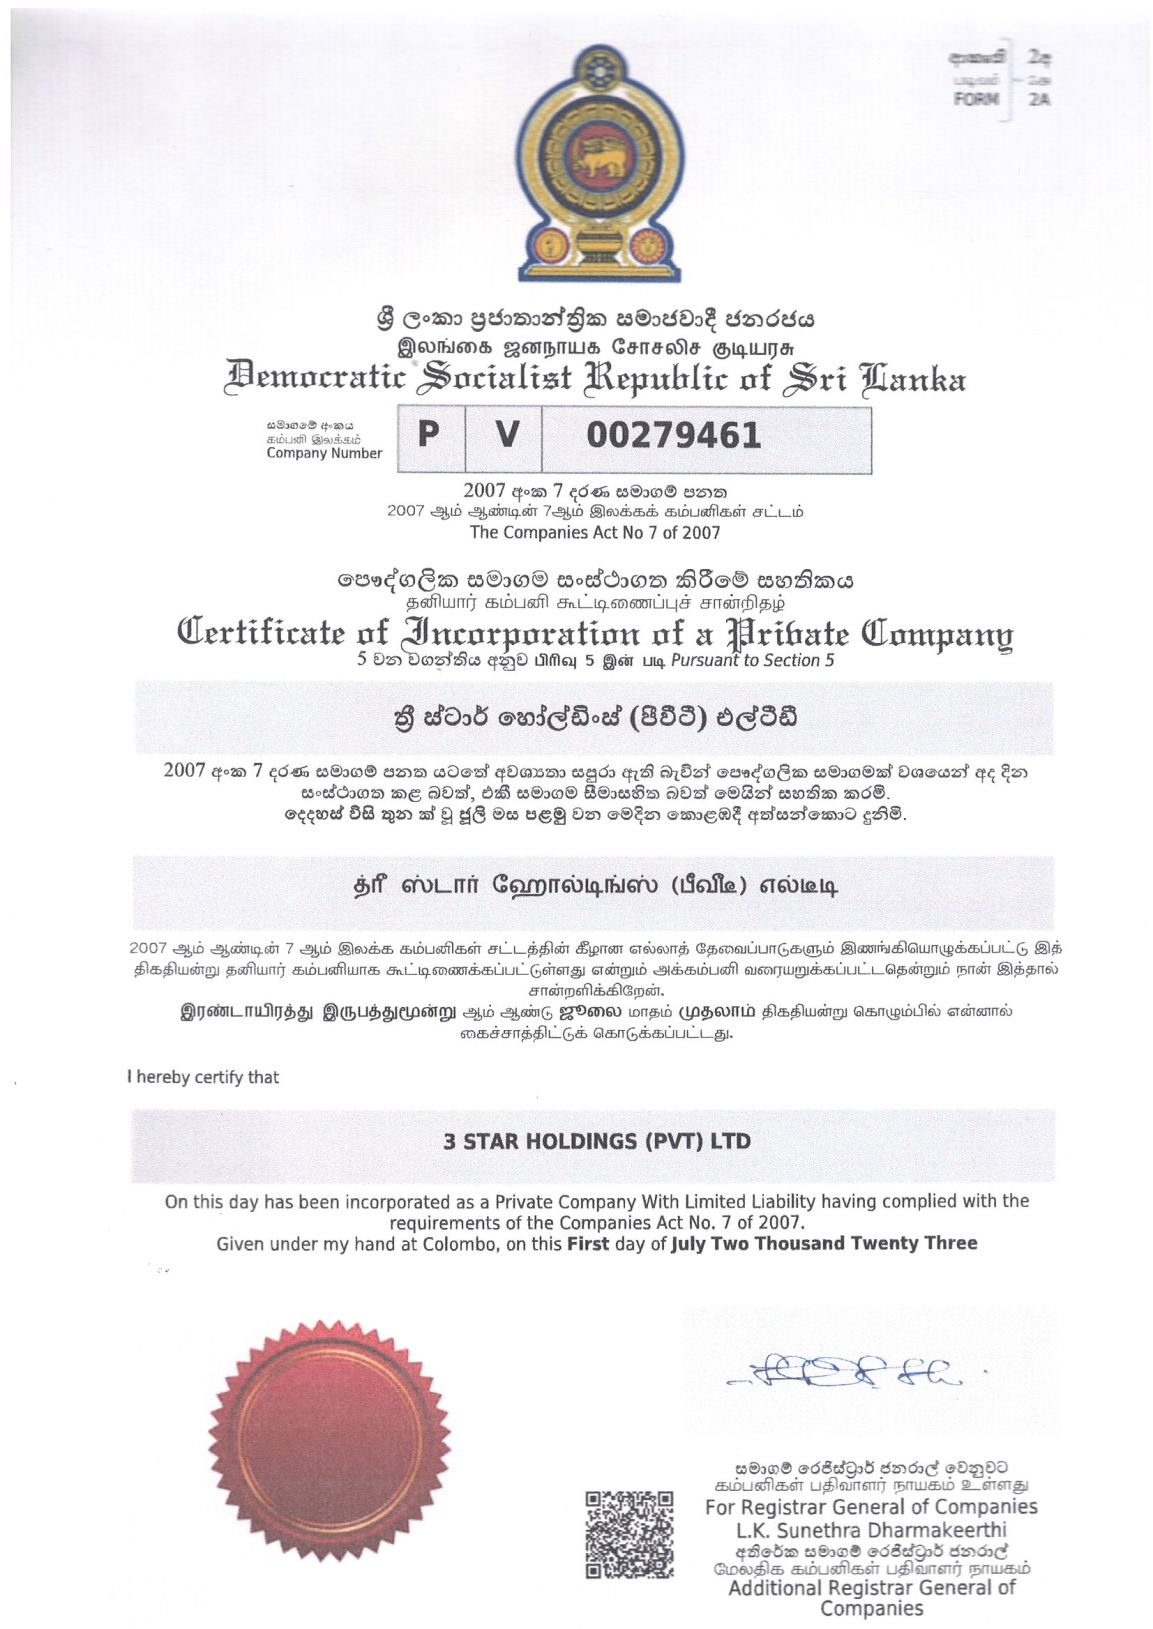 ආකෘති 2අ
படிவம் 2அ
FORM 2A
ශ්‍රී ලංකා ප්‍රජාතාන්ත්‍රික සමාජවාදී ජනරජය
இலங்கை ஜனநாயக சோசலிச குடியரசு
Democratic Socialist Republic of Sri Lanka
සමාගමේ අංකය
கம்பனி இலக்கம்
Company Number
P V 00279461
2007 අංක 7 දරණ සමාගම් පනත
2007 ஆம் ஆண்டின் 7ஆம் இலக்கக் கம்பனிகள் சட்டம்
The Companies Act No 7 of 2007
පෞද්ගලික සමාගම සංස්ථාගත කිරීමේ සහතිකය
தனியார் கம்பனி கூட்டிணைப்புச் சான்றிதழ்
Certificate of Incorporation of a Private Company
5 වන වගන්තිය අනුව பிரிவு 5 இன் படி Pursuant to Section 5
ත්‍රී ස්ටාර් හෝල්ඩිංස් (පීවීටී) එල්ටීඩී
2007 අංක 7 දරණ සමාගම් පනත යටතේ අවශ්‍යතා සපුරා ඇති බැවින් පෞද්ගලික සමාගමක් වශයෙන් අද දින
සංස්ථාගත කළ බවත්, එකී සමාගම සීමාසහිත බවත් මෙයින් සහතික කරමි.
දෙදහස් විසි තුන ක් වූ ජූලි මස පළමු වන මෙදින කොළඹදී අත්සන්කොට දුනිමි.
த்ரீ ஸ்டார் ஹோல்டிங்ஸ் (பீவீடீ) எல்டீடி
2007 ஆம் ஆண்டின் 7 ஆம் இலக்க கம்பனிகள் சட்டத்தின் கீழான எல்லாத் தேவைப்பாடுகளும் இணங்கியொழுக்கப்பட்டு இத்
திகதியன்று தனியார் கம்பனியாக கூட்டிணைக்கப்பட்டுள்ளது என்றும் அக்கம்பனி வரையறுக்கப்பட்டதென்றும் நான் இத்தால்
சான்றளிக்கிறேன்.
இரண்டாயிரத்து இருபத்துமூன்று ஆம் ஆண்டு ஜூலை மாதம் முதலாம் திகதியன்று கொழும்பில் என்னால்
கைச்சாத்திட்டுக் கொடுக்கப்பட்டது.
I hereby certify that
3 STAR HOLDINGS (PVT) LTD
On this day has been incorporated as a Private Company With Limited Liability having complied with the
requirements of the Companies Act No. 7 of 2007.
Given under my hand at Colombo, on this First day of July Two Thousand Twenty Three
සමාගම් රෙජිස්ට්‍රාර් ජනරාල් වෙනුවට
கம்பனிகள் பதிவாளர் நாயகம் உள்ளது
For Registrar General of Companies
L.K. Sunethra Dharmakeerthi
අතිරේක සමාගම් රෙජිස්ට්‍රාර් ජනරාල්
மேலதிக கம்பனிகள் பதிவாளர் நாயகம்
Additional Registrar General of
Companies